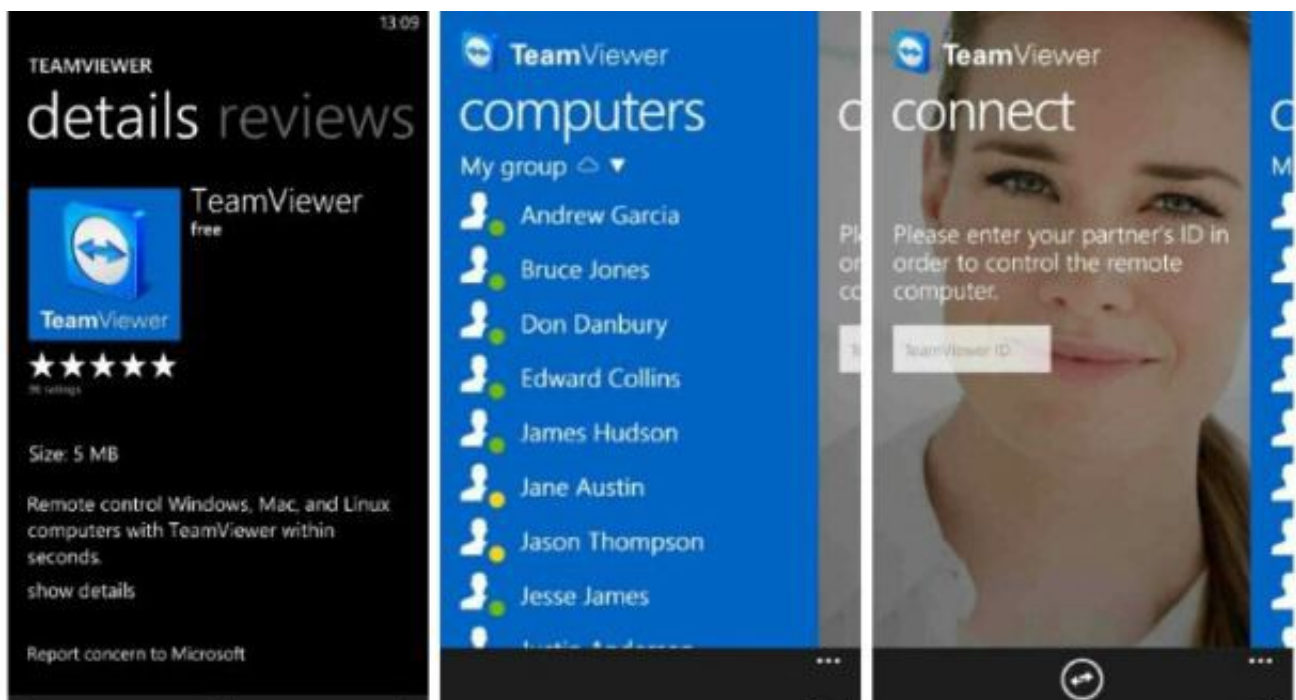 13:09
TEAMVIEWER
details reviews
TeamViewer
free
TeamViewer
Size: 5 MB
Remote control Windows, Mac, and Linux
computers with TeamViewer within
seconds.
show details
Report concern to Microsoft
TeamViewer
computers
My group
Andrew Garcia
Bruce Jones
Don Danbury
Edward Collins
James Hudson
Jane Austin
Jason Thompson
Jesse James
TeamViewer
connect
Please enter your partner's ID in
order to control the remote
computer.
TeamViewer ID